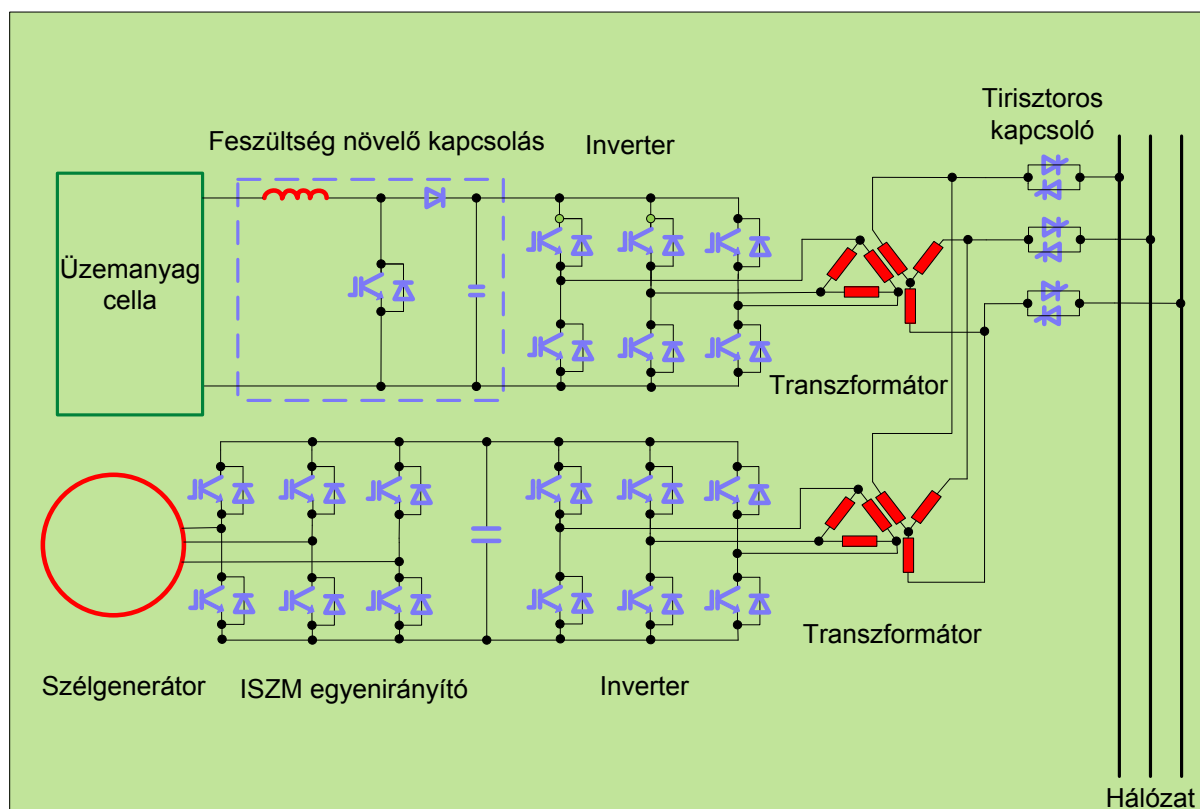 Tirisztoros
kapcsoló
Feszültség növelő kapcsolás
Inverter
Üzemanyag
cella
Transzformátor
Transzformátor
Szélgenerátor
ISZM egyenirányító
Inverter
Hálózat